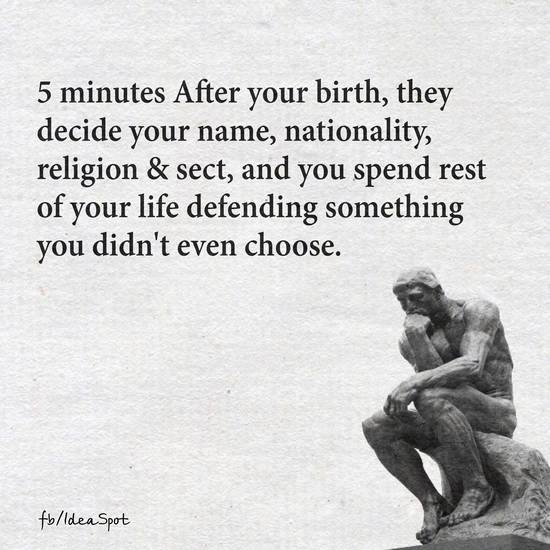 5 minutes After your birth, they
decide your name, nationality,
religion & sect, and you spend rest
of your life defending something
you didn't even choose.
fb/IdeaSpot